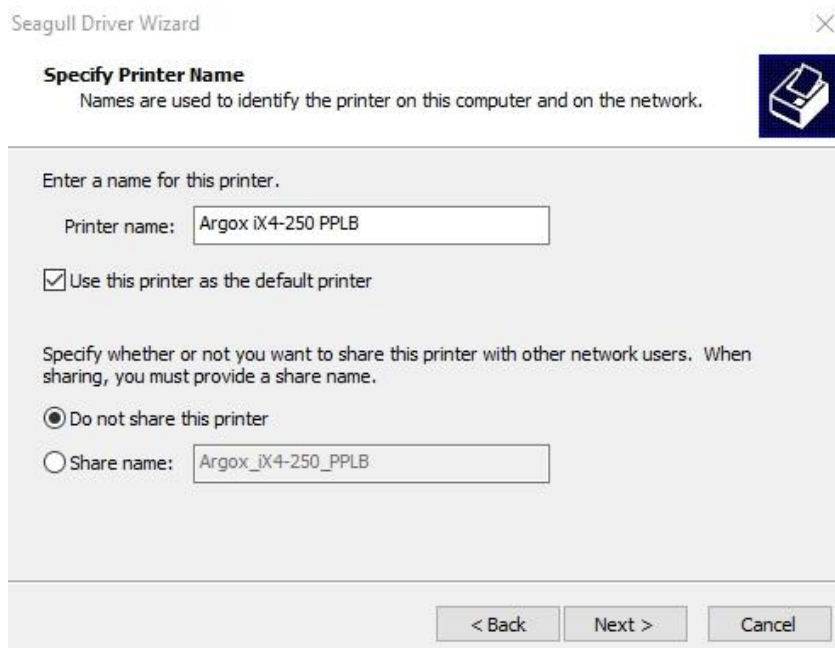 Seagull Driver Wizard
Specify Printer Name
Names are used to identify the printer on this computer and on the network.
Enter a name for this printer.
Printer name: Argox iX4-250 PPLB
Use this printer as the default printer
Specify whether or not you want to share this printer with other network users. When
sharing, you must provide a share name.
Do not share this printer
Share name: Argox_iX4-250_PPLB
< Back Next > Cancel